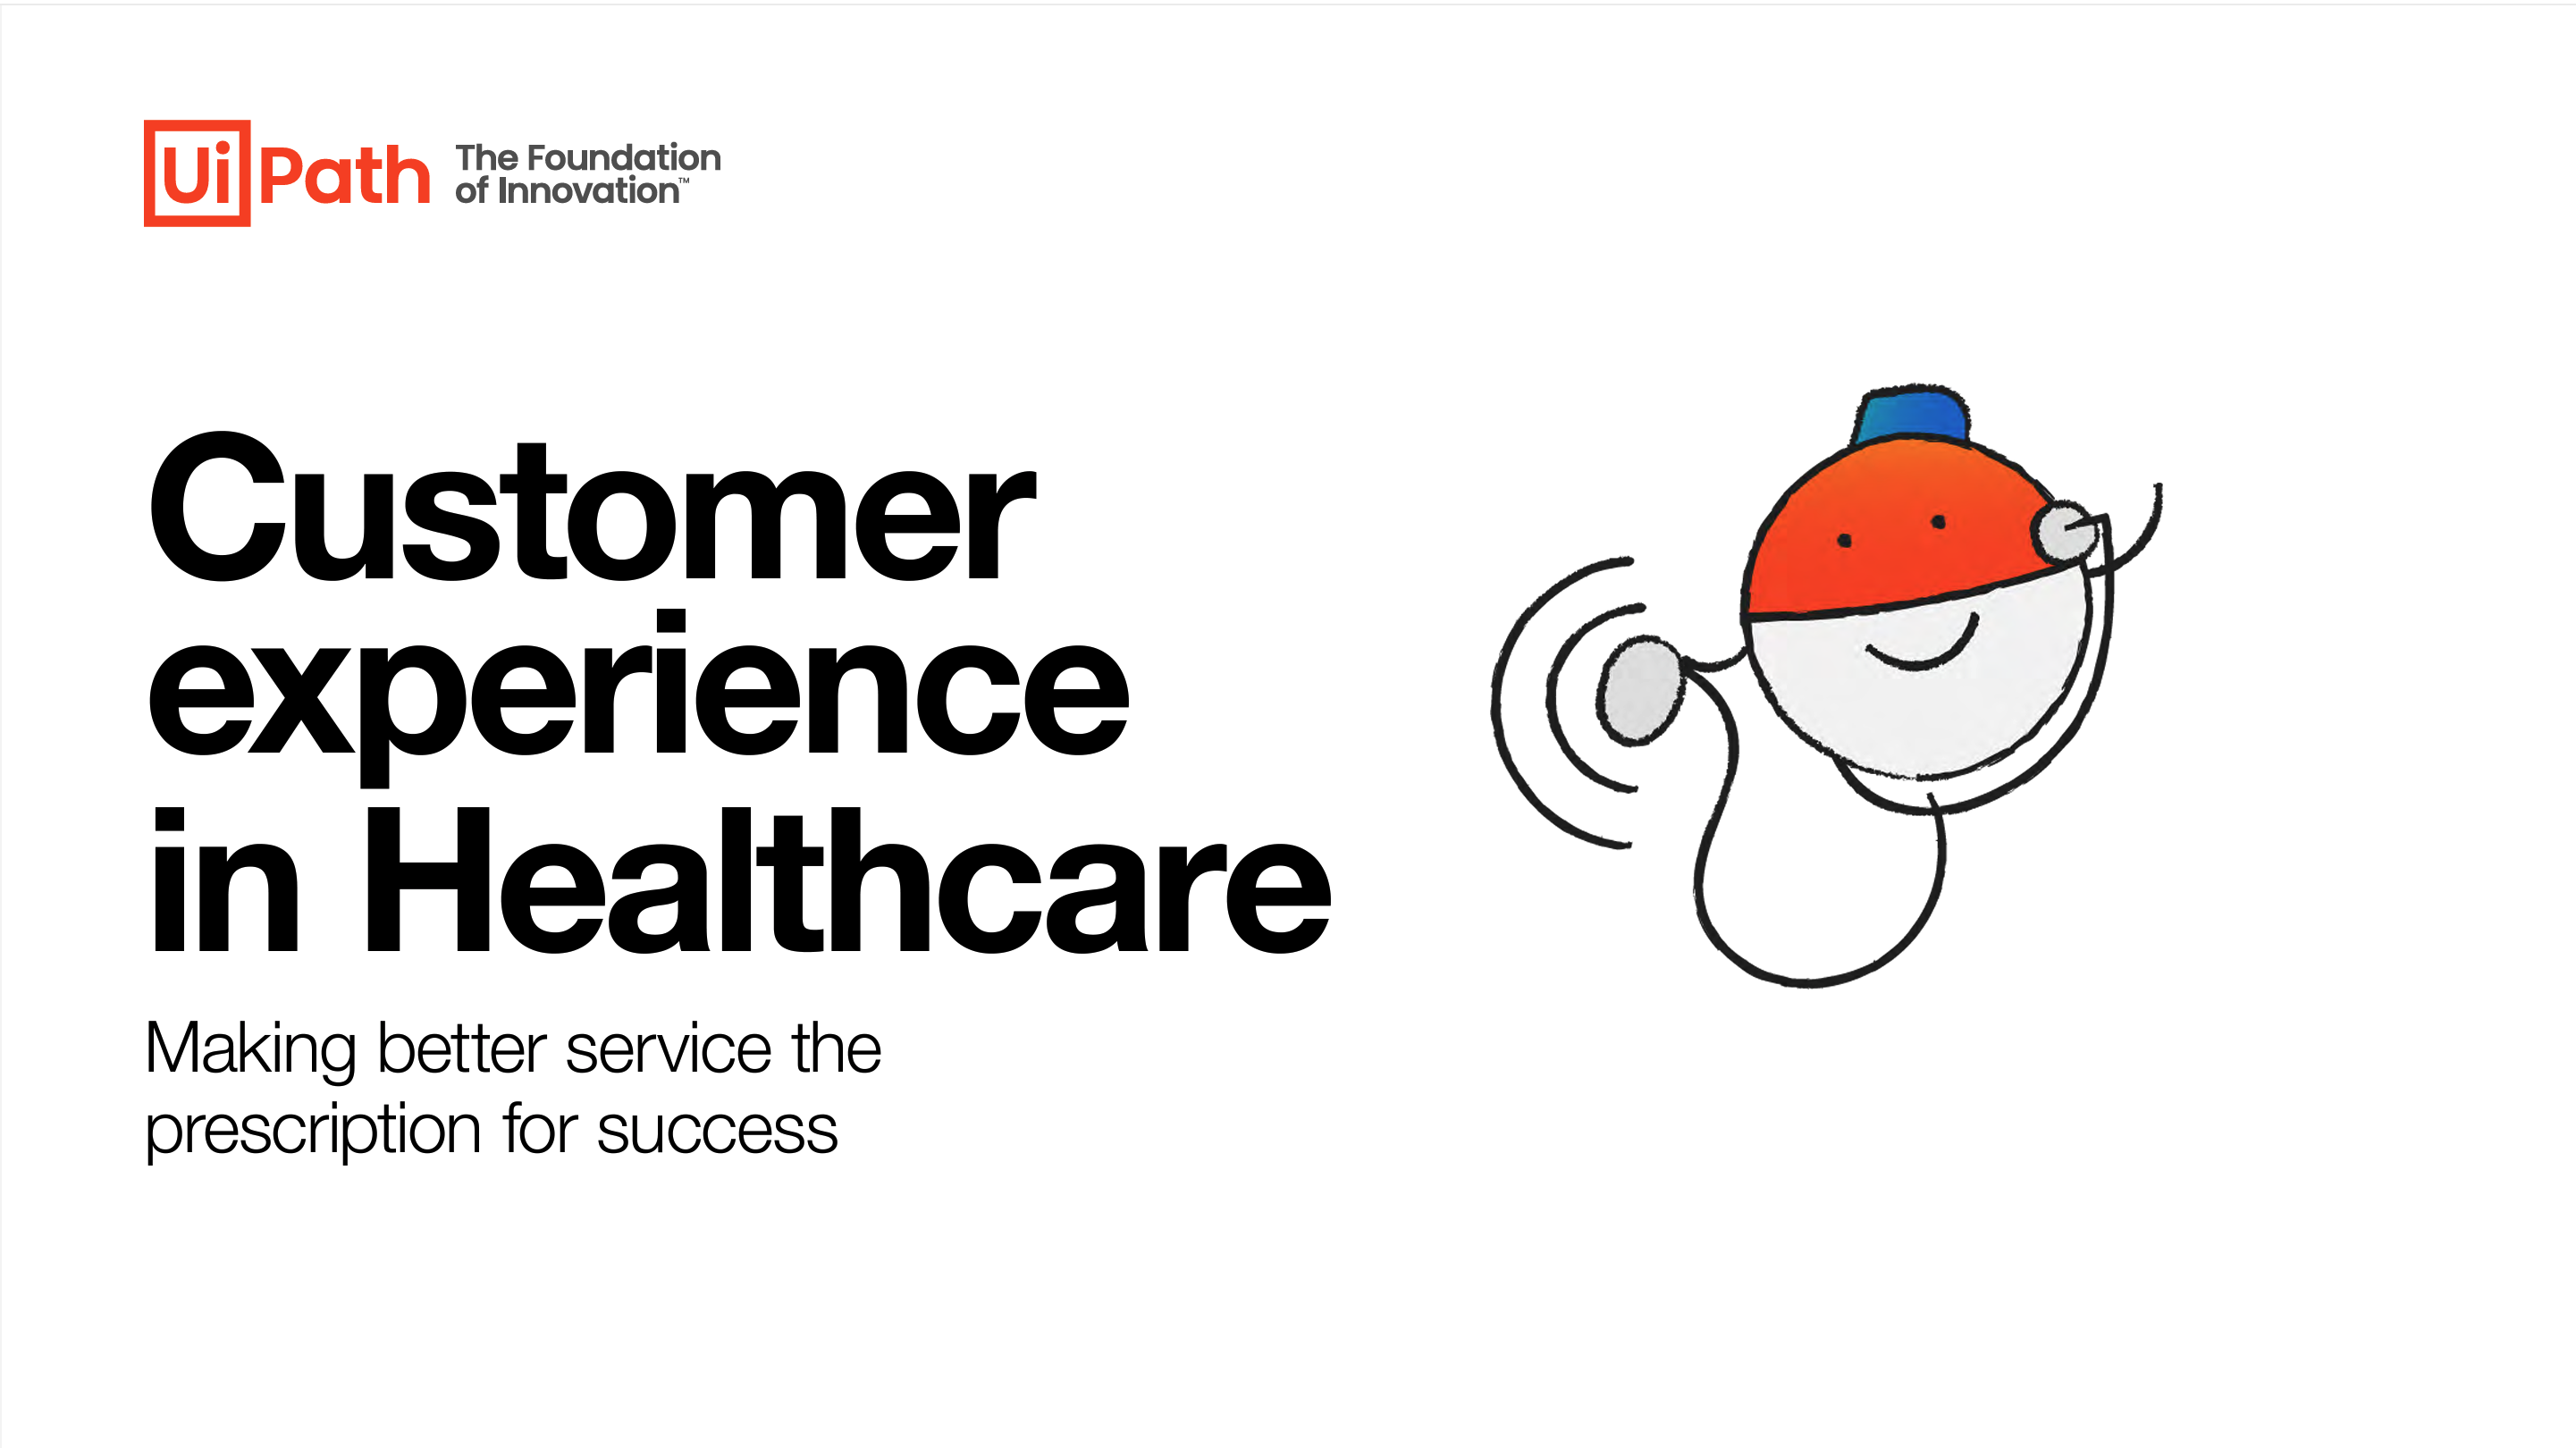 UiPath
The Foundation
of Innovation™
Customer
experience
in Healthcare
Making better service the
prescription for success